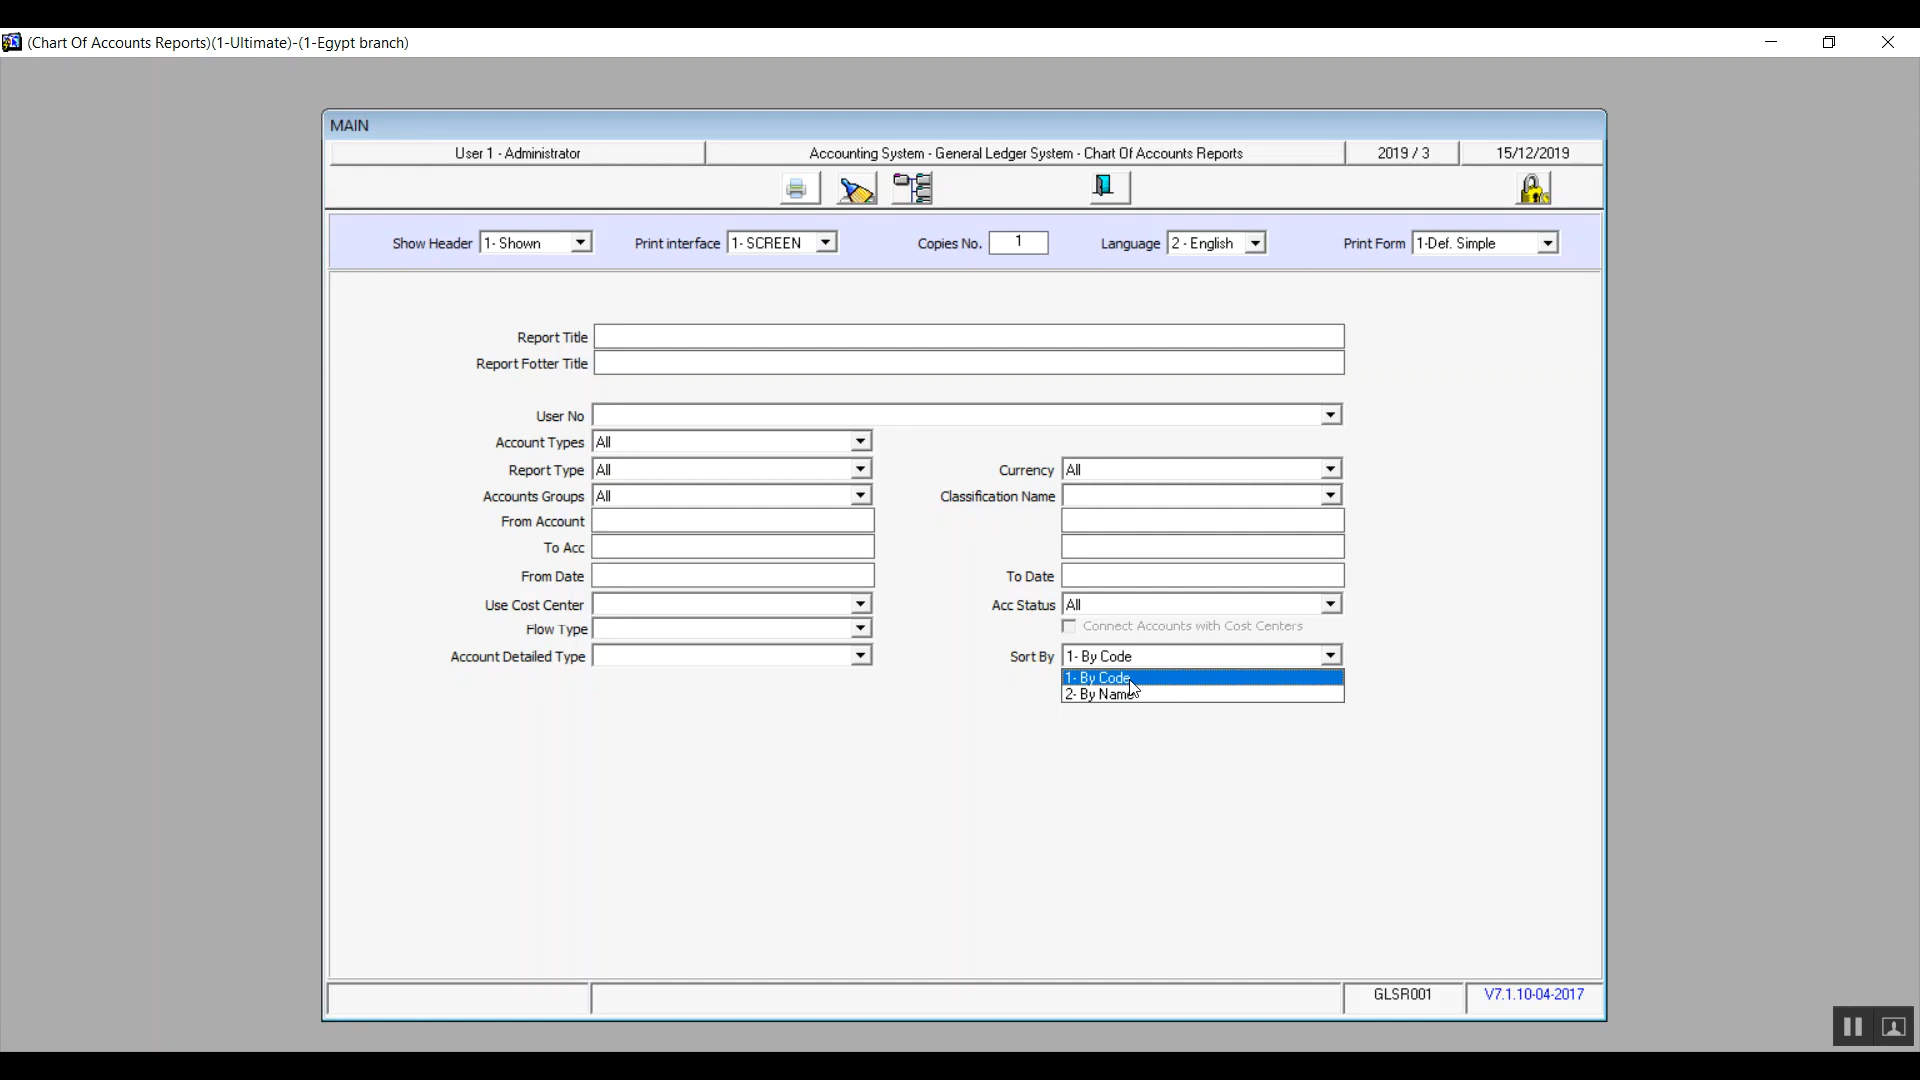 (Chart Of Accounts Reports)(1-Ultimate)-(1-Egypt branch)
MAIN
User 1 - Administrator Accounting System - General Ledger System - Chart Of Accounts Reports 2019 / 3 15/12/2019
Show Header 1- Shown Print interface 1- SCREEN Copies No. 1 Language 2 - English Print Form 1-Def. Simple
Report Title
Report Fotter Title
User No
Account Types All
Report Type All Currency All
Accounts Groups All Classification Name
From Account
To Acc
From Date To Date
Use Cost Center Acc Status All
Flow Type Connect Accounts with Cost Centers
Account Detailed Type Sort By 1- By Code
1- By Code
2- By Name
GLSR001 V7.1.10-04-2017